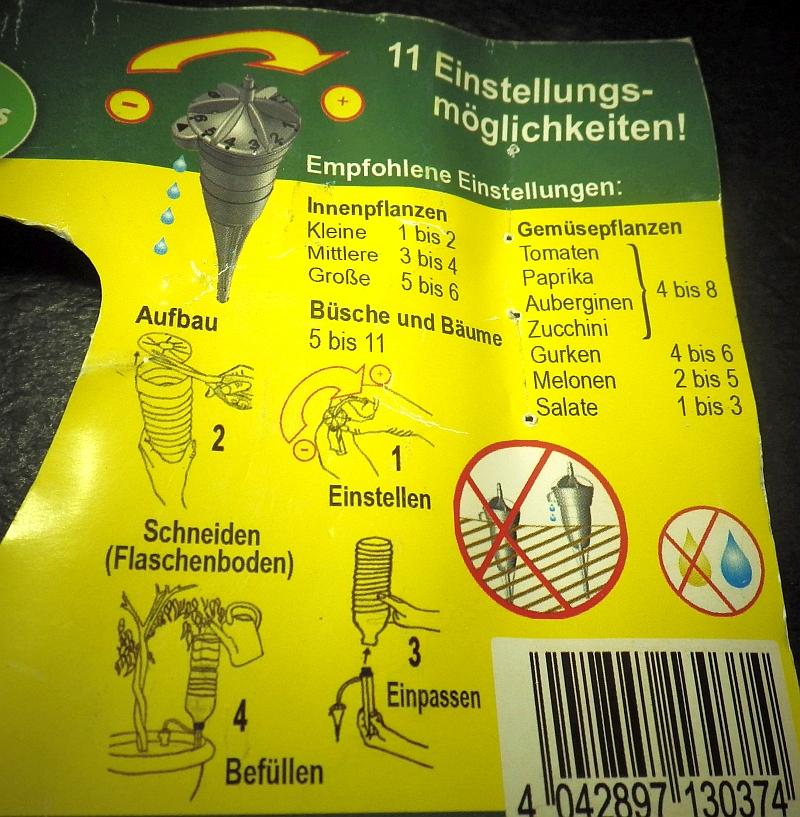 s
11 Einstellungs-
möglichkeiten!
Empfohlene Einstellungen:
Innenpflanzen
Kleine 1 bis 2
Mittlere 3 bis 4
Große 5 bis 6
Büsche und Bäume
5 bis 11
Gemüsepflanzen
Tomaten
Paprika
Auberginen
Zucchini
4 bis 8
Gurken 4 bis 6
Melonen 2 bis 5
Salate 1 bis 3
Aufbau
1
Einstellen
2
Schneiden
(Flaschenboden)
3
Einpassen
4
Befüllen
4 042897 130374